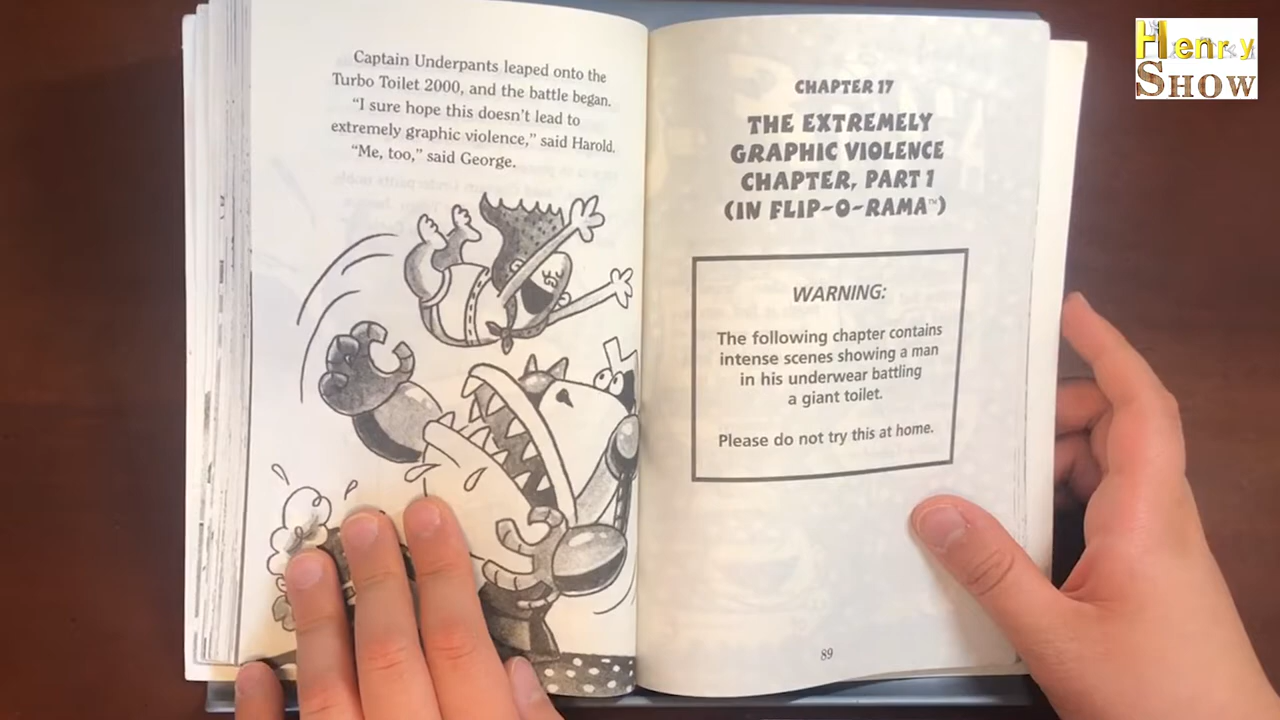 Captain Underpants leaped onto the
Turbo Toilet 2000, and the battle began.
“I sure hope this doesn’t lead to
extremely graphic violence,” said Harold.
“Me, too,” said George.
CHAPTER 17
THE EXTREMELY
GRAPHIC VIOLENCE
CHAPTER, PART 1
(IN FLIP-O-RAMA™)
WARNING:
The following chapter contains
intense scenes showing a man
in his underwear battling
a giant toilet.
Please do not try this at home.
89
Henry
SHOW